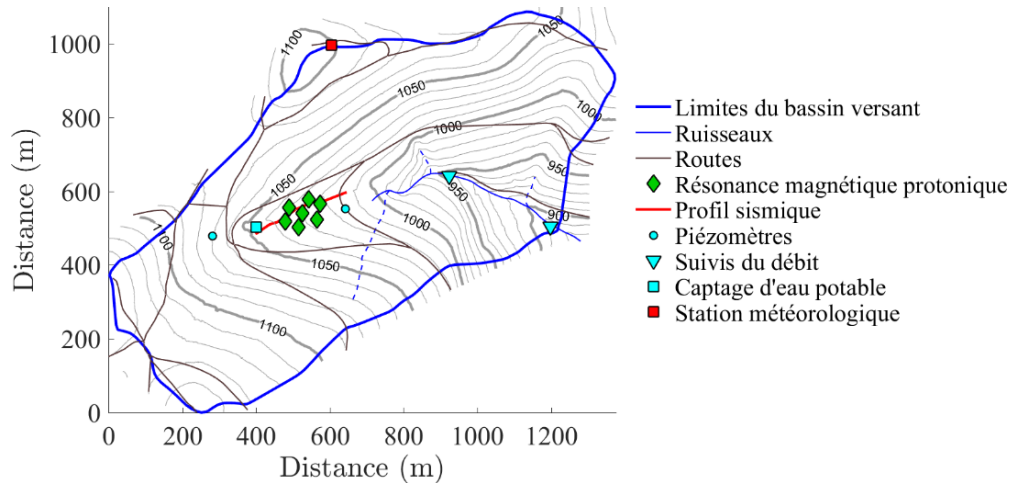 1000
800
600
400
200
0
Distance (m)
0
200
400
600
800
1000
1200
Distance (m)
1100
1050
1050
1000
1000
1050
950
950
900
1000
1050
1100
1100
Limites du bassin versant
Ruisseaux
Routes
Résonance magnétique protonique
Profil sismique
Piézomètres
Suivis du débit
Captage d'eau potable
Station météorologique